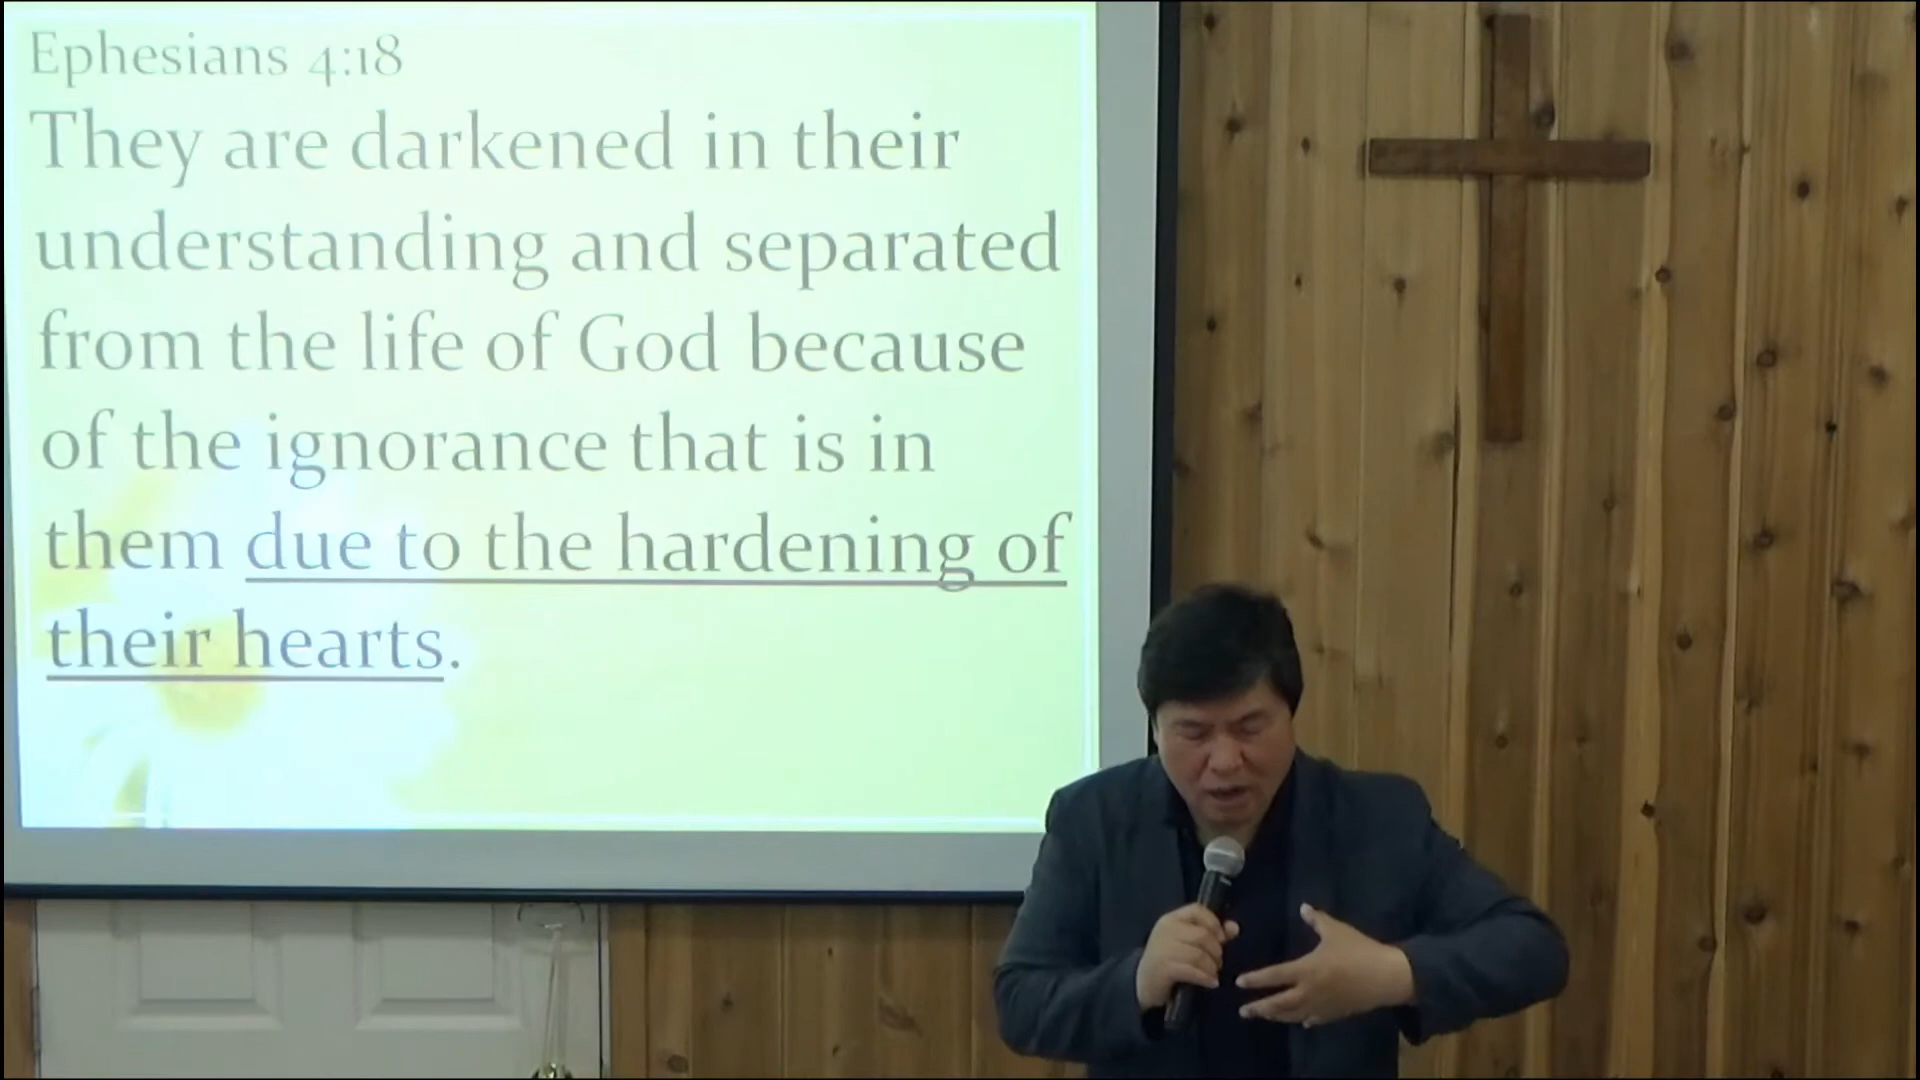 Ephesians 4:18
They are darkened in their
understanding and separated
from the life of God because
of the ignorance that is in
them due to the hardening of
their hearts.